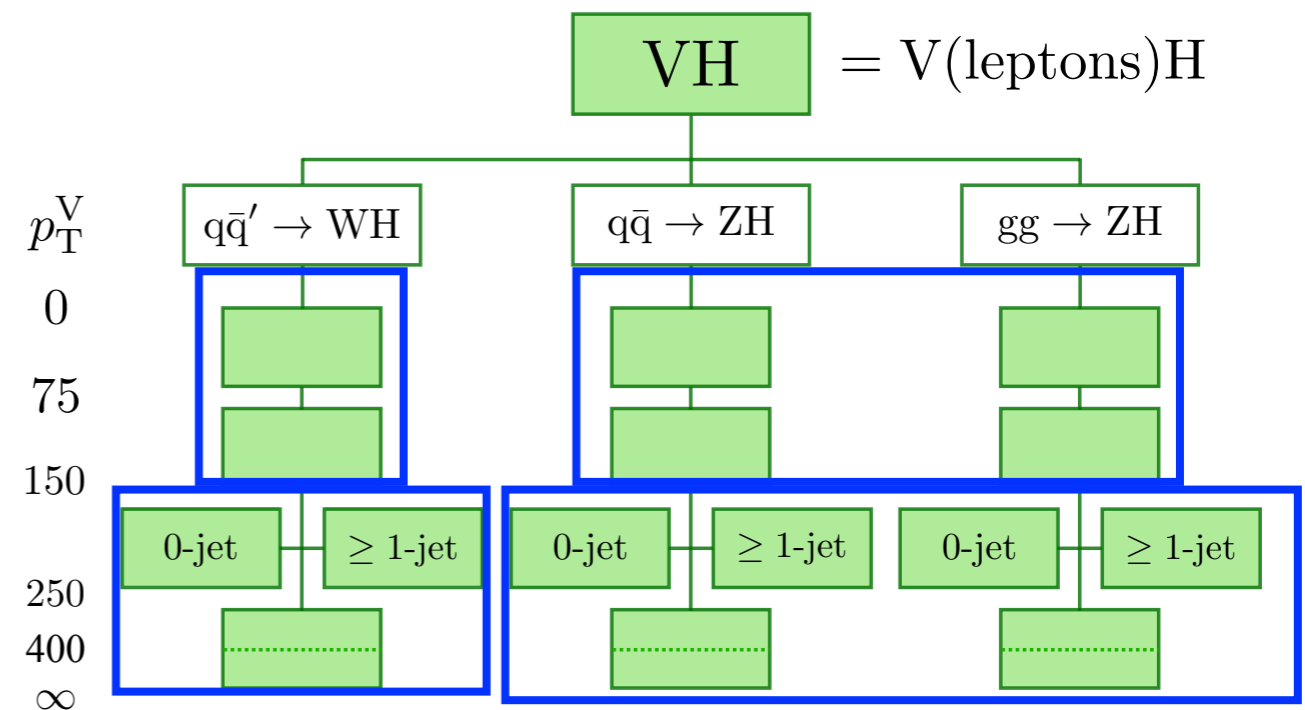 VH = V(leptons)H
p_T^V
qq̄′ → WH
qq̄ → ZH
gg → ZH
0
75
150
0-jet ≥ 1-jet 0-jet ≥ 1-jet 0-jet ≥ 1-jet
250
400
∞